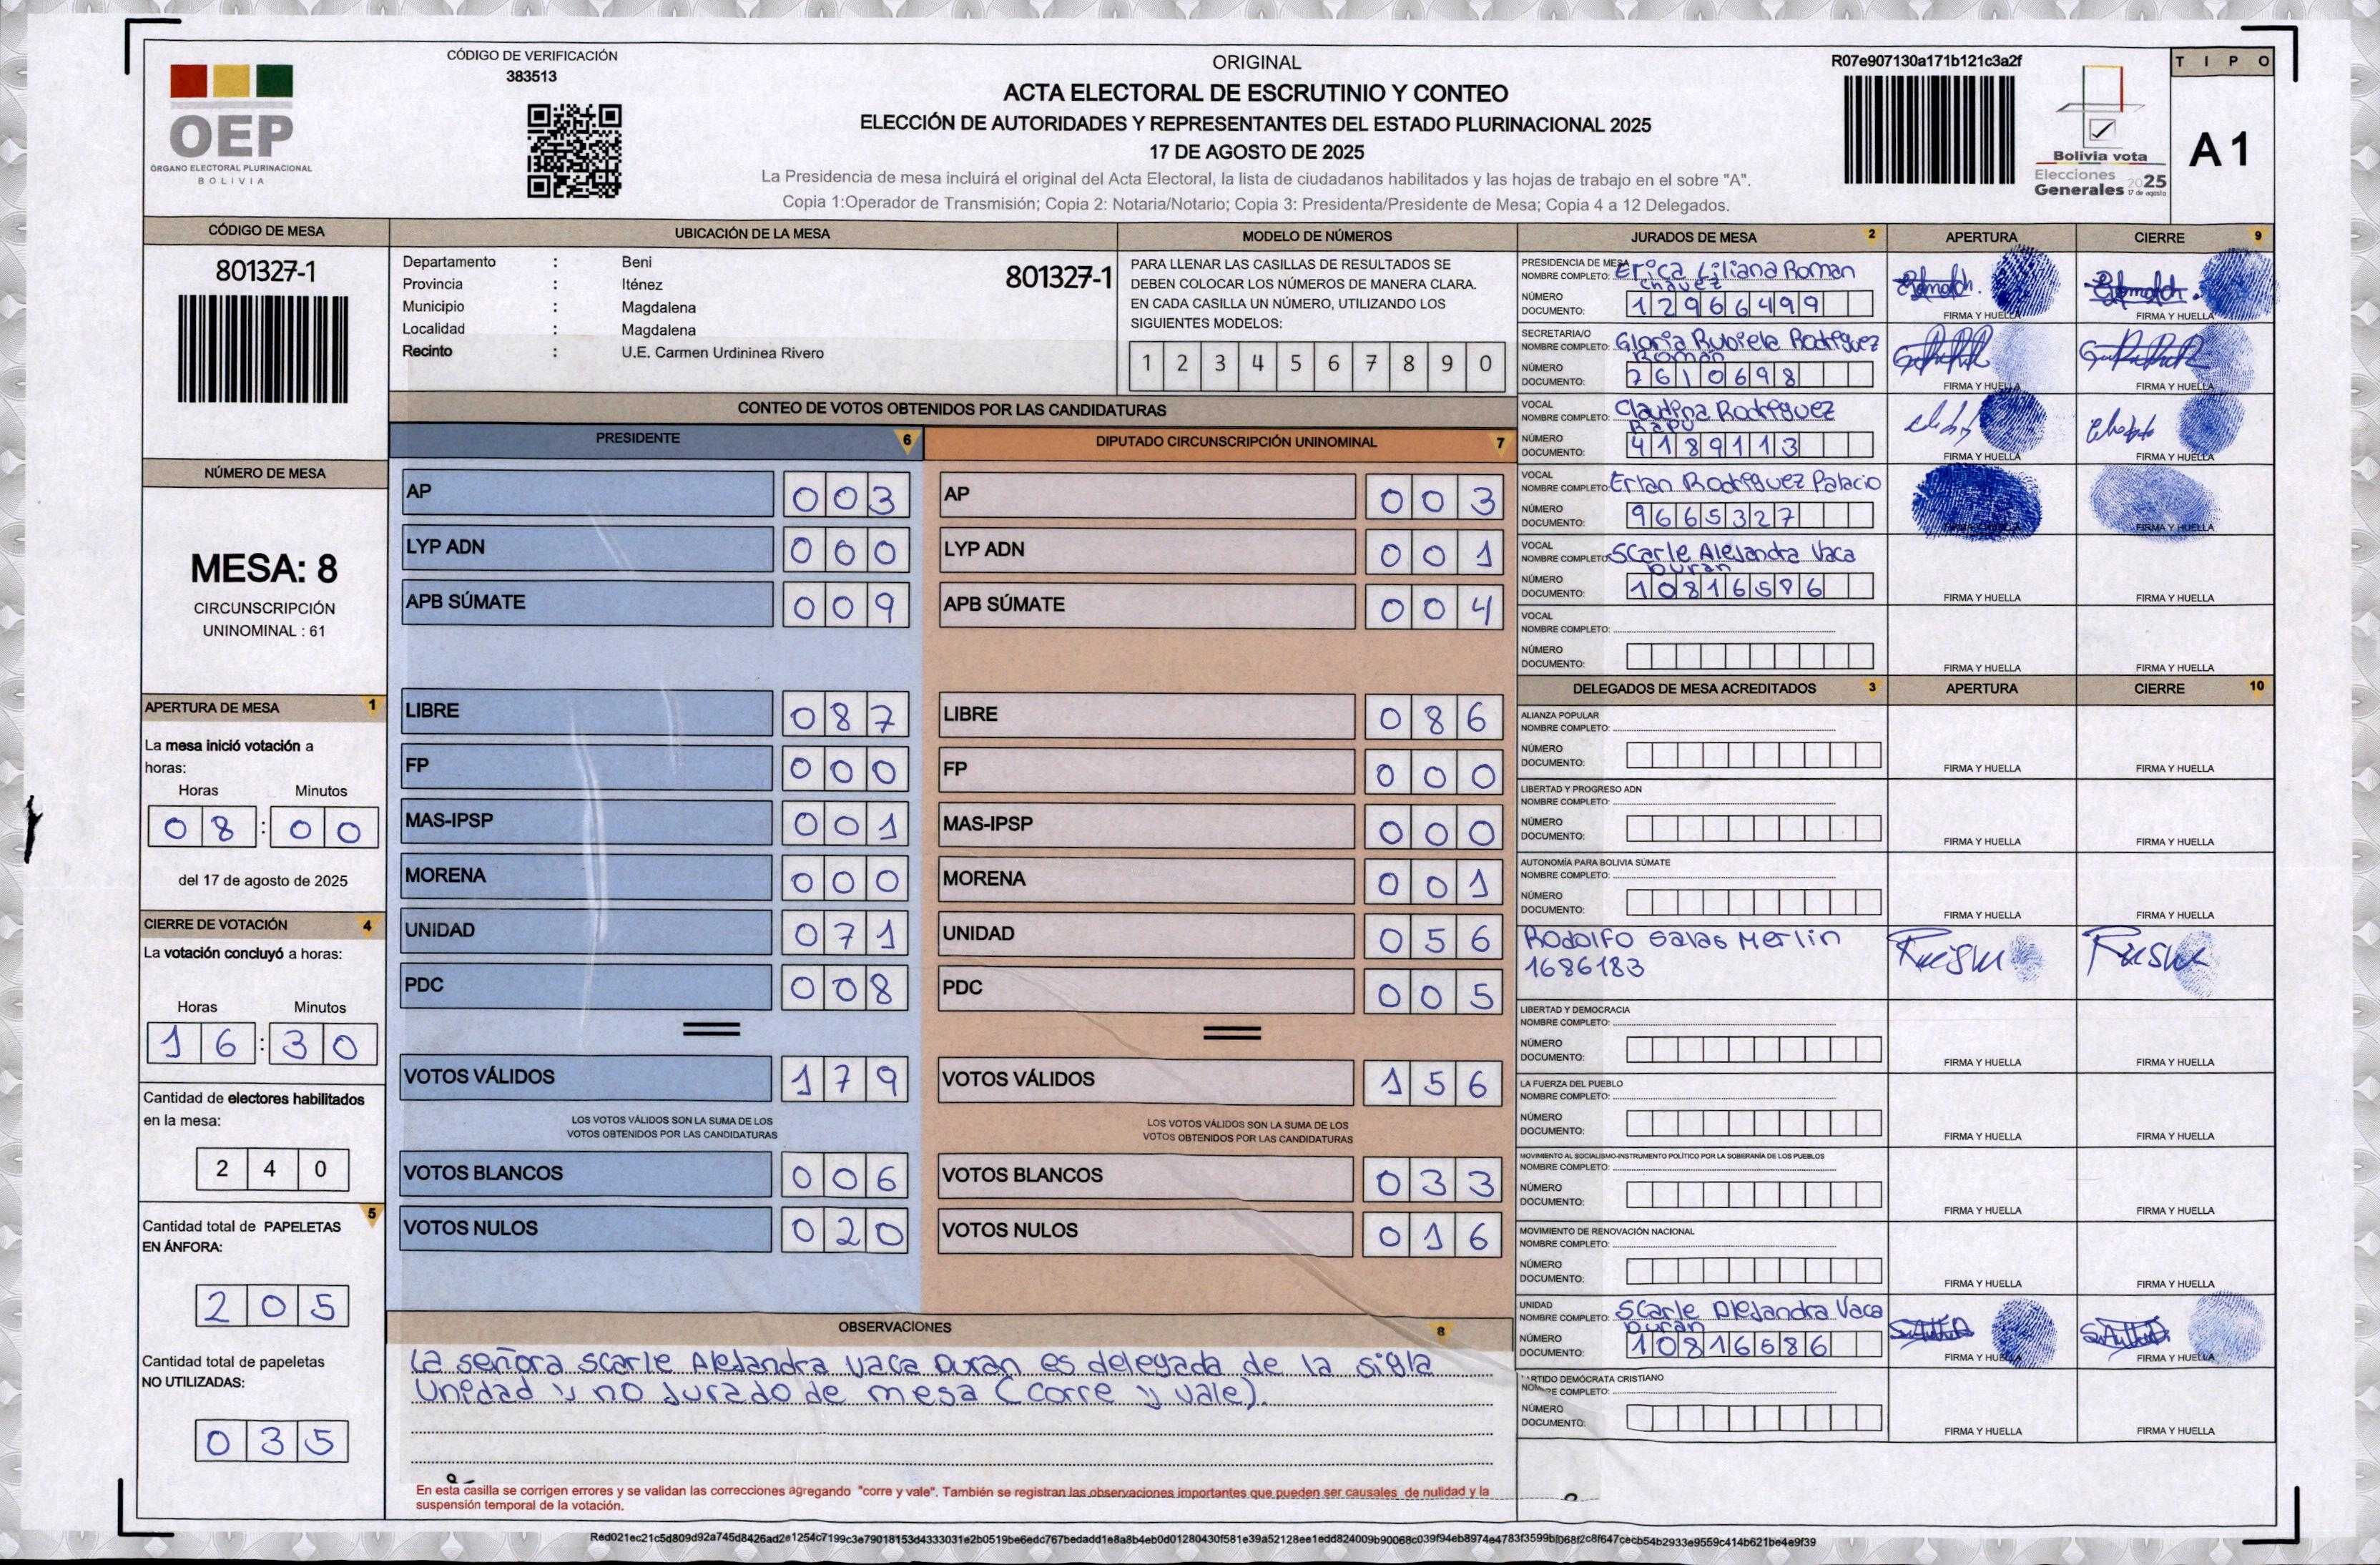 CÓDIGO DE VERIFICACIÓN
383513
OEP
ÓRGANO ELECTORAL PLURINACIONAL
BOLIVIA
ORIGINAL
ACTA ELECTORAL DE ESCRUTINIO Y CONTEO
ELECCIÓN DE AUTORIDADES Y REPRESENTANTES DEL ESTADO PLURINACIONAL 2025
17 DE AGOSTO DE 2025
La Presidencia de mesa incluirá el original del Acta Electoral, la lista de ciudadanos habilitados y las hojas de trabajo en el sobre "A".
Copia 1:Operador de Transmisión; Copia 2: Notaria/Notario; Copia 3: Presidenta/Presidente de Mesa; Copia 4 a 12 Delegados.
R07e907130a171b121c3a2f
Bolivia vota
Elecciones
Generales 2025
17 de agosto
TIPO
A1
CÓDIGO DE MESA
801327-1
NÚMERO DE MESA
MESA: 8
CIRCUNSCRIPCIÓN
UNINOMINAL : 61
APERTURA DE MESA 1
La mesa inició votación a
horas:
Horas Minutos
08 : 00
del 17 de agosto de 2025
CIERRE DE VOTACIÓN 4
La votación concluyó a horas:
Horas Minutos
16 : 30
Cantidad de electores habilitados
en la mesa:
240
5
Cantidad total de PAPELETAS
EN ÁNFORA:
205
Cantidad total de papeletas
NO UTILIZADAS:
035
UBICACIÓN DE LA MESA
Departamento : Beni
Provincia : Iténez
Municipio : Magdalena
Localidad : Magdalena
Recinto : U.E. Carmen Urdininea Rivero
801327-1
MODELO DE NÚMEROS
PARA LLENAR LAS CASILLAS DE RESULTADOS SE
DEBEN COLOCAR LOS NÚMEROS DE MANERA CLARA.
EN CADA CASILLA UN NÚMERO, UTILIZANDO LOS
SIGUIENTES MODELOS:
1 2 3 4 5 6 7 8 9 0
CONTEO DE VOTOS OBTENIDOS POR LAS CANDIDATURAS
PRESIDENTE 6
AP 003
LYP ADN 000
APB SÚMATE 009
LIBRE 087
FP 000
MAS-IPSP 001
MORENA 000
UNIDAD 071
PDC 008
VOTOS VÁLIDOS 179
LOS VOTOS VÁLIDOS SON LA SUMA DE LOS
VOTOS OBTENIDOS POR LAS CANDIDATURAS
VOTOS BLANCOS 006
VOTOS NULOS 020
DIPUTADO CIRCUNSCRIPCIÓN UNINOMINAL 7
AP 003
LYP ADN 001
APB SÚMATE 004
LIBRE 086
FP 000
MAS-IPSP 000
MORENA 001
UNIDAD 056
PDC 005
VOTOS VÁLIDOS 156
LOS VOTOS VÁLIDOS SON LA SUMA DE LOS
VOTOS OBTENIDOS POR LAS CANDIDATURAS
VOTOS BLANCOS 033
VOTOS NULOS 016
OBSERVACIONES 8
La señora Scarle Alejandra Vaca Duran es delegada de la sigla
Unidad y no Jurado de mesa (corre y vale).
En esta casilla se corrigen errores y se validan las correcciones agregando "corre y vale". También se registran las observaciones importantes que pueden ser causales de nulidad y la
suspensión temporal de la votación.
JURADOS DE MESA 2 APERTURA CIERRE 9
PRESIDENCIA DE MESA
NOMBRE COMPLETO: Erica Liliana Roman
Chavez
NÚMERO
DOCUMENTO: 12966499
FIRMA Y HUELLA FIRMA Y HUELLA
SECRETARIA/O
NOMBRE COMPLETO: Gloria Rubiela Rodriguez
Roman
NÚMERO
DOCUMENTO: 7610698
FIRMA Y HUELLA FIRMA Y HUELLA
VOCAL
NOMBRE COMPLETO: Claudina Rodriguez
Bapu
NÚMERO
DOCUMENTO: 4189113
FIRMA Y HUELLA FIRMA Y HUELLA
VOCAL
NOMBRE COMPLETO: Erlan Rodriguez Palacio
NÚMERO
DOCUMENTO: 9665327
FIRMA Y HUELLA FIRMA Y HUELLA
VOCAL
NOMBRE COMPLETO: Scarle Alejandra Vaca
Duran
NÚMERO
DOCUMENTO: 10816586
FIRMA Y HUELLA FIRMA Y HUELLA
VOCAL
NOMBRE COMPLETO:
NÚMERO
DOCUMENTO:
FIRMA Y HUELLA FIRMA Y HUELLA
DELEGADOS DE MESA ACREDITADOS 3 APERTURA CIERRE 10
ALIANZA POPULAR
NOMBRE COMPLETO:
NÚMERO
DOCUMENTO:
FIRMA Y HUELLA FIRMA Y HUELLA
LIBERTAD Y PROGRESO ADN
NOMBRE COMPLETO:
NÚMERO
DOCUMENTO:
FIRMA Y HUELLA FIRMA Y HUELLA
AUTONOMÍA PARA BOLIVIA SÚMATE
NOMBRE COMPLETO:
NÚMERO
DOCUMENTO:
FIRMA Y HUELLA FIRMA Y HUELLA
Rodolfo Salas Merlin
1686183
LIBERTAD Y DEMOCRACIA
NOMBRE COMPLETO:
NÚMERO
DOCUMENTO:
FIRMA Y HUELLA FIRMA Y HUELLA
LA FUERZA DEL PUEBLO
NOMBRE COMPLETO:
NÚMERO
DOCUMENTO:
FIRMA Y HUELLA FIRMA Y HUELLA
MOVIMIENTO AL SOCIALISMO-INSTRUMENTO POLÍTICO POR LA SOBERANÍA DE LOS PUEBLOS
NOMBRE COMPLETO:
NÚMERO
DOCUMENTO:
FIRMA Y HUELLA FIRMA Y HUELLA
MOVIMIENTO DE RENOVACIÓN NACIONAL
NOMBRE COMPLETO:
NÚMERO
DOCUMENTO:
FIRMA Y HUELLA FIRMA Y HUELLA
UNIDAD
NOMBRE COMPLETO: Scarle Alejandra Vaca
Duran
NÚMERO
DOCUMENTO: 10816686
FIRMA Y HUELLA FIRMA Y HUELLA
PARTIDO DEMÓCRATA CRISTIANO
NOMBRE COMPLETO:
NÚMERO
DOCUMENTO:
FIRMA Y HUELLA FIRMA Y HUELLA